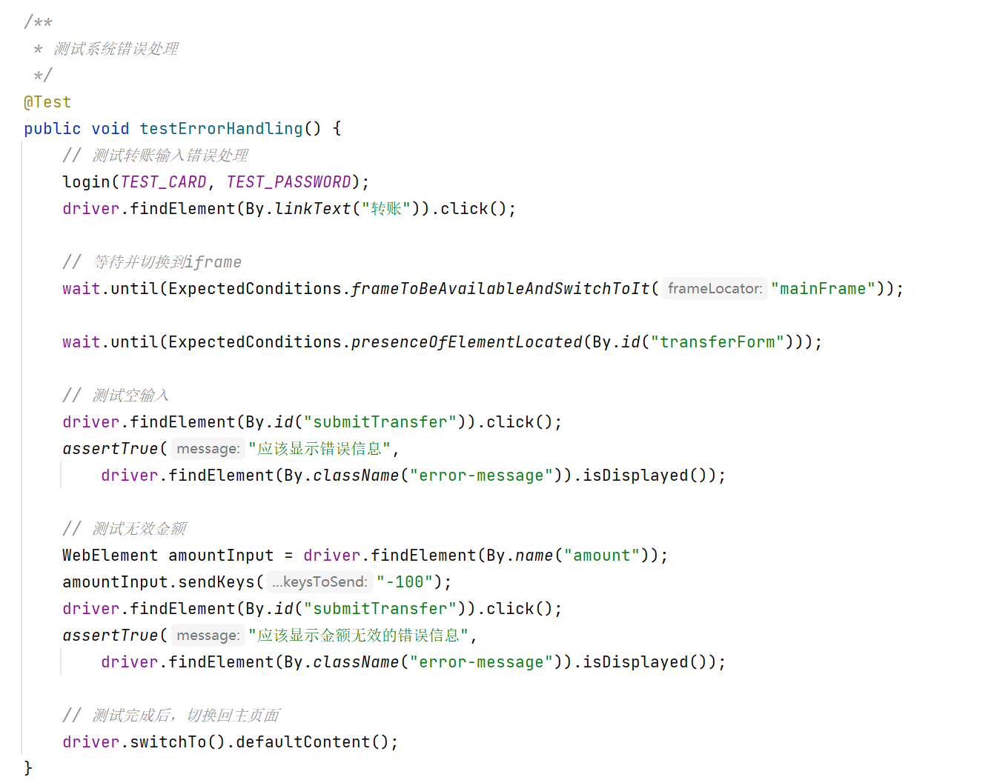 /**
 * 测试系统错误处理
 */
@Test
public void testErrorHandling() {
    // 测试转账输入错误处理
    login(TEST_CARD, TEST_PASSWORD);
    driver.findElement(By.linkText("转账")).click();

    // 等待并切换到iframe
    wait.until(ExpectedConditions.frameToBeAvailableAndSwitchToIt( frameLocator: "mainFrame"));

    wait.until(ExpectedConditions.presenceOfElementLocated(By.id("transferForm")));

    // 测试空输入
    driver.findElement(By.id("submitTransfer")).click();
    assertTrue( message: "应该显示错误信息",
        driver.findElement(By.className("error-message")).isDisplayed());

    // 测试无效金额
    WebElement amountInput = driver.findElement(By.name("amount"));
    amountInput.sendKeys( ...keysToSend: "-100");
    driver.findElement(By.id("submitTransfer")).click();
    assertTrue( message: "应该显示金额无效的错误信息",
        driver.findElement(By.className("error-message")).isDisplayed());

    // 测试完成后，切换回主页面
    driver.switchTo().defaultContent();
}